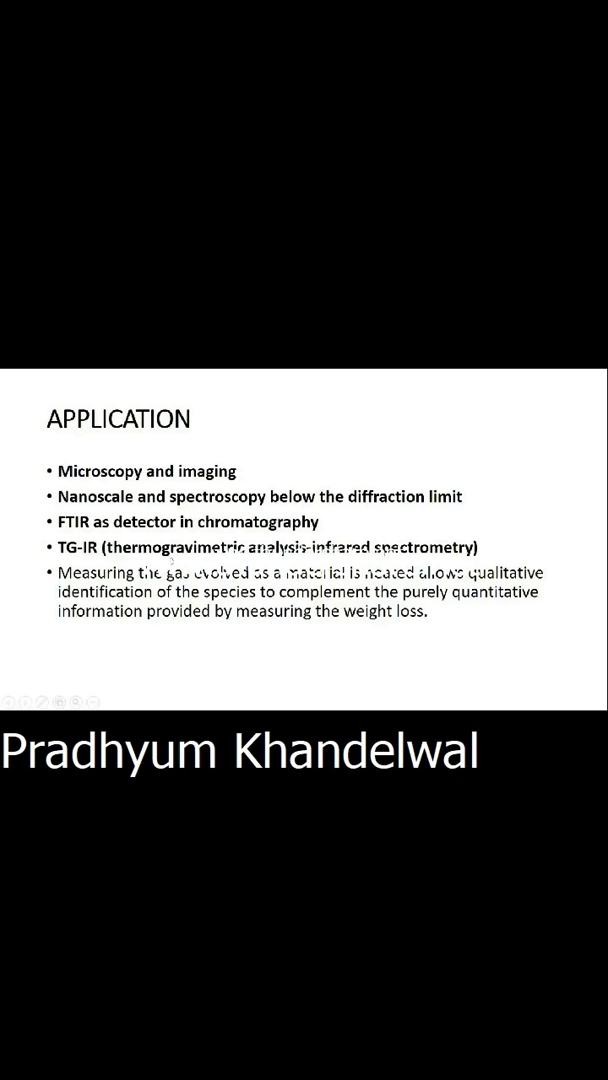 APPLICATION
• Microscopy and imaging
• Nanoscale and spectroscopy below the diffraction limit
• FTIR as detector in chromatography
• TG-IR (thermogravimetric analysis-infrared spectrometry)
• Measuring the gas evolved as a material is heated allows qualitative
identification of the species to complement the purely quantitative
information provided by measuring the weight loss.
Pradhyum Khandelwal